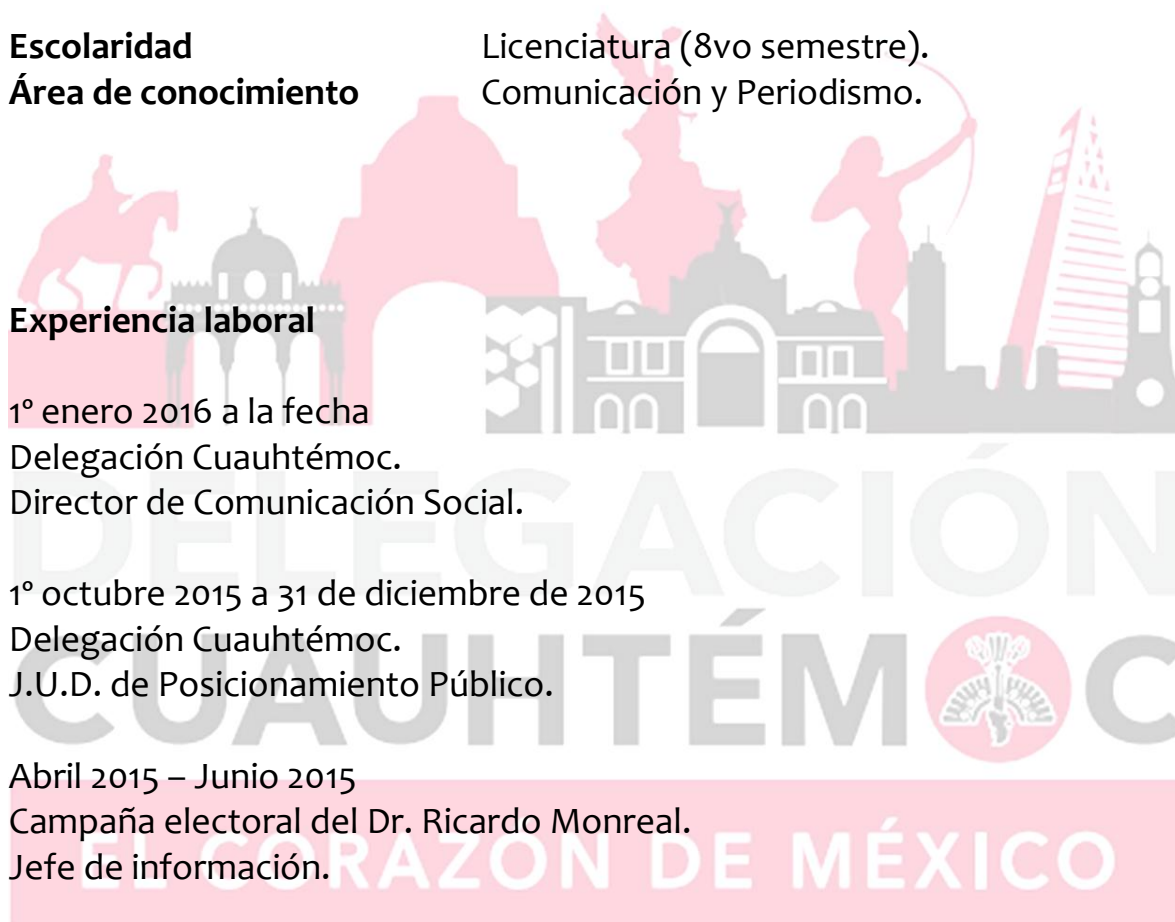 Escolaridad Licenciatura (8vo semestre).
Área de conocimiento Comunicación y Periodismo.
Experiencia laboral
1º enero 2016 a la fecha
Delegación Cuauhtémoc.
Director de Comunicación Social.
1º octubre 2015 a 31 de diciembre de 2015
Delegación Cuauhtémoc.
J.U.D. de Posicionamiento Público.
Abril 2015 – Junio 2015
Campaña electoral del Dr. Ricardo Monreal.
Jefe de información.
DELEGACIÓN
CUAUHTÉMOC
EL CORAZÓN DE MÉXICO